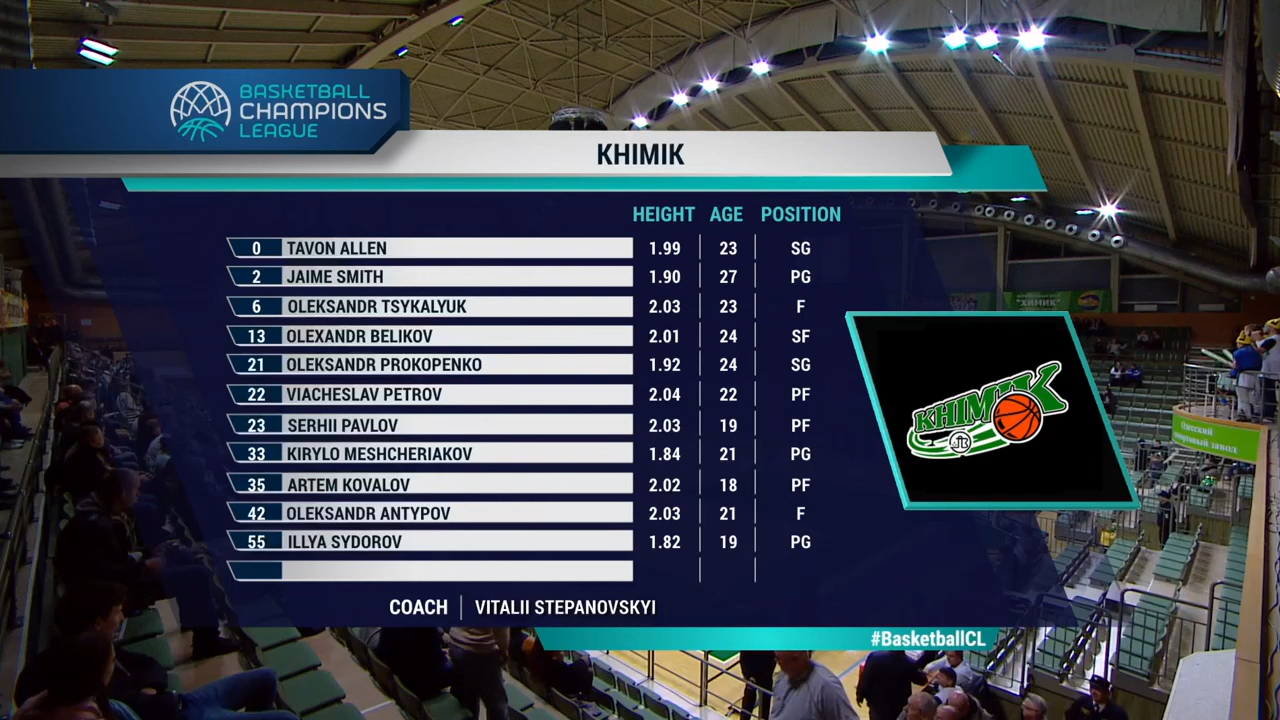 BASKETBALL
CHAMPIONS
LEAGUE
KHIMIK
HEIGHT AGE POSITION
0 TAVON ALLEN 1.99 23 SG
2 JAIME SMITH 1.90 27 PG
6 OLEKSANDR TSYKALYUK 2.03 23 F
13 OLEXANDR BELIKOV 2.01 24 SF
21 OLEKSANDR PROKOPENKO 1.92 24 SG
22 VIACHESLAV PETROV 2.04 22 PF
23 SERHII PAVLOV 2.03 19 PF
33 KIRYLO MESHCHERIAKOV 1.84 21 PG
35 ARTEM KOVALOV 2.02 18 PF
42 OLEKSANDR ANTYPOV 2.03 21 F
55 ILLYA SYDOROV 1.82 19 PG
COACH VITALII STEPANOVSKYI
#BasketballCL
KHIMIK
"ХИМИК"
завод